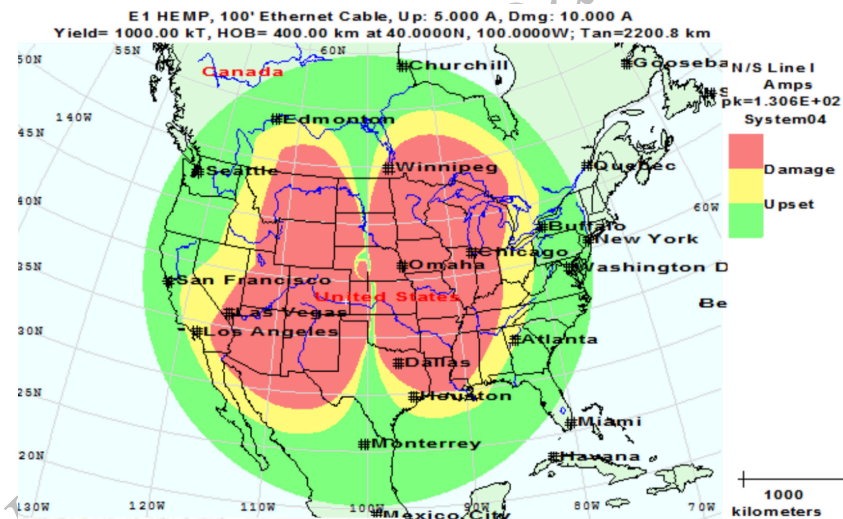 E1 HEMP, 100' Ethernet Cable, Up: 5.000 A, Dmg: 10.000 A
Yield= 1000.00 kT, HOB= 400.00 km at 40.0000N, 100.0000W; Tan=2200.8 km
50N
55N
60N
Canada
#Churchill
#Gooseba
N/S Line I
Amps
pk=1.306E+02
System04
140W
#Edmonton
45N
#Seattle
#Winnipeg
#Quebec
Damage
40N
Upset
60W
#Buffalo
#New York
35N
#Chicago
#Omaha
#Washington D
#San Francisco
United States
Be
#Las Vegas
30N
#Los Angeles
#Atlanta
#Dallas
25N
#Houston
#Miami
#Monterrey
20N
#Havana
130W
120W
110W
100W
90W
80W
70W
#Mexico City
1000
kilometers